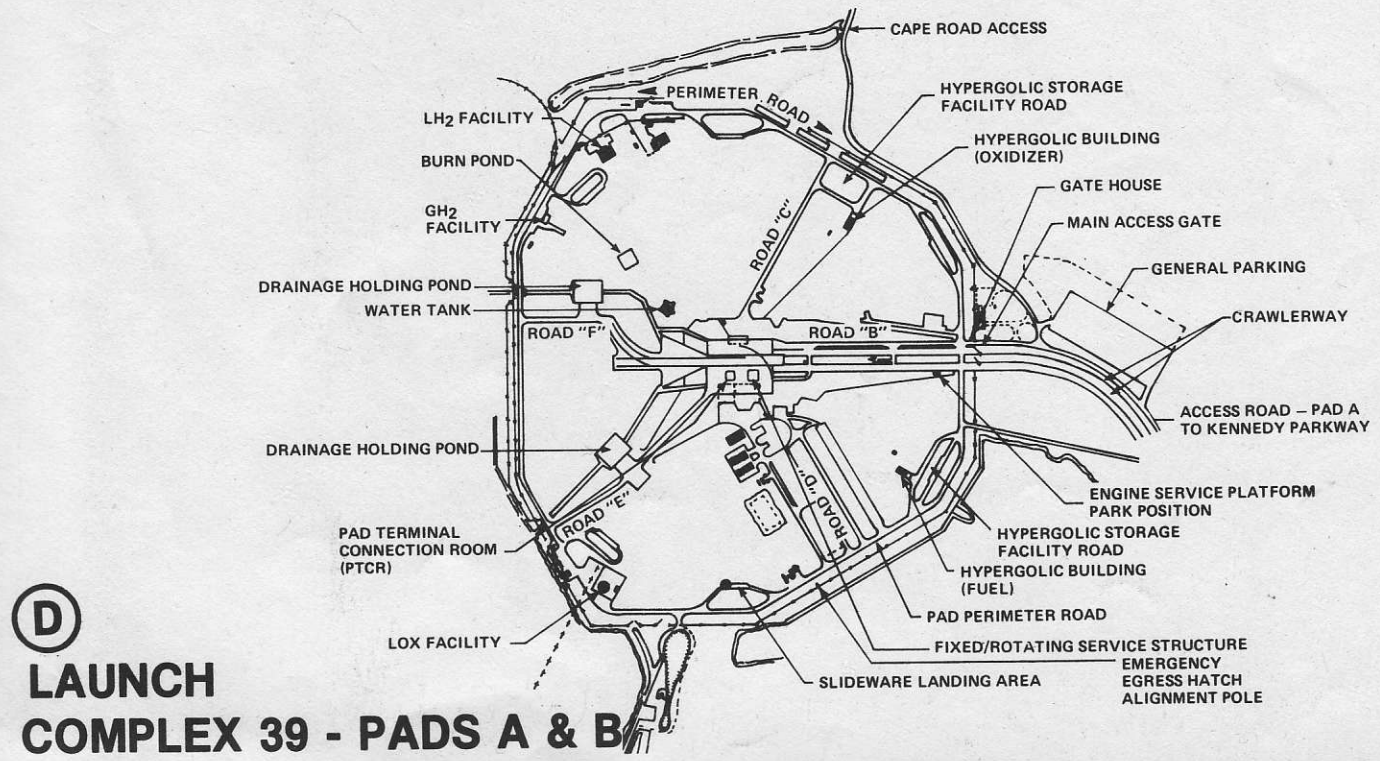 CAPE ROAD ACCESS
PERIMETER ROAD
HYPERGOLIC STORAGE
FACILITY ROAD
LH2 FACILITY
HYPERGOLIC BUILDING
(OXIDIZER)
BURN POND
GATE HOUSE
GH2
FACILITY
MAIN ACCESS GATE
ROAD "C"
GENERAL PARKING
DRAINAGE HOLDING POND
WATER TANK
ROAD "F"
ROAD "B"
CRAWLERWAY
ACCESS ROAD – PAD A
TO KENNEDY PARKWAY
DRAINAGE HOLDING POND
ROAD "E"
ROAD "D"
ENGINE SERVICE PLATFORM
PARK POSITION
PAD TERMINAL
CONNECTION ROOM
(PTCR)
HYPERGOLIC STORAGE
FACILITY ROAD
HYPERGOLIC BUILDING
(FUEL)
PAD PERIMETER ROAD
LOX FACILITY
FIXED/ROTATING SERVICE STRUCTURE
EMERGENCY
EGRESS HATCH
ALIGNMENT POLE
SLIDEWARE LANDING AREA
D
LAUNCH
COMPLEX 39 - PADS A & B